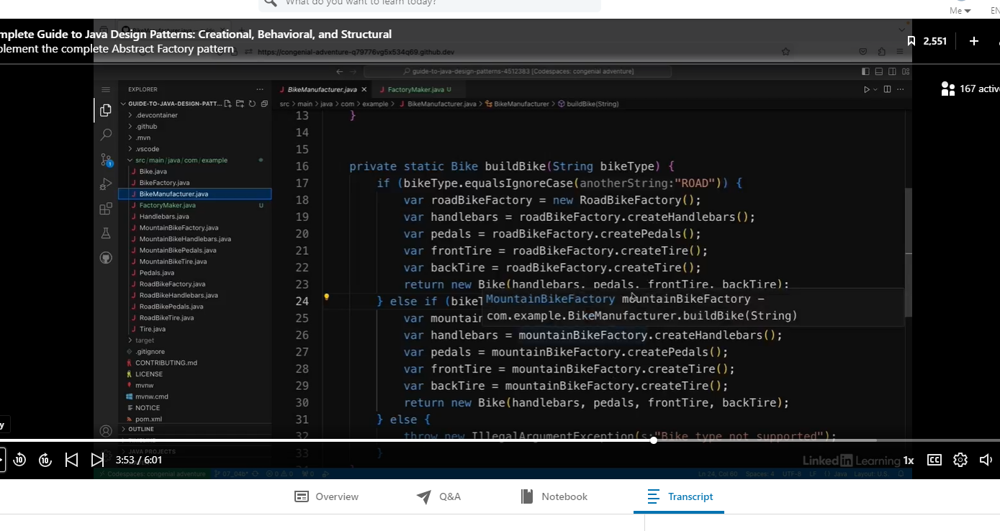 What do you want to learn today?
Me
EN
mplete Guide to Java Design Patterns: Creational, Behavioral, and Structural
plement the complete Abstract Factory pattern
2,551
https://congenial-adventure-q79776vg5x534q69.github.dev
guide-to-java-design-patterns-4512383 [Codespaces: congenial adventure]
167 activ
EXPLORER
GUIDE-TO-JAVA-DESIGN-PATT...
.devcontainer
.github
.mvn
.vscode
src/main/java/com/example
Bike.java
BikeFactory.java
BikeManufacturer.java
FactoryMaker.java U
Handlebars.java
MountainBikeFactory.java
MountainBikeHandlebars.java
MountainBikePedals.java
MountainBikeTire.java
Pedals.java
RoadBikeFactory.java
RoadBikeHandlebars.java
RoadBikePedals.java
RoadBikeTire.java
Tire.java
target
.gitignore
CONTRIBUTING.md
LICENSE
mvnw
mvnw.cmd
NOTICE
pom.xml
OUTLINE
JAVA PROJECTS
BikeManufacturer.java FactoryMaker.java U
src > main > java > com > example > BikeManufacturer.java > BikeManufacturer > buildBike(String)
13 }
14
15
16 private static Bike buildBike(String bikeType) {
17 if (bikeType.equalsIgnoreCase(anotherString:"ROAD")) {
18 var roadBikeFactory = new RoadBikeFactory();
19 var handlebars = roadBikeFactory.createHandlebars();
20 var pedals = roadBikeFactory.createPedals();
21 var frontTire = roadBikeFactory.createTire();
22 var backTire = roadBikeFactory.createTire();
23 return new Bike(handlebars, pedals, frontTire, backTire);
24 } else if (bikeT
MountainBikeFactory mountainBikeFactory -
com.example.BikeManufacturer.buildBike(String)
25 var mountain
26 handlebars = mountainBikeFactory.createHandlebars();
27 var pedals = mountainBikeFactory.createPedals();
28 var frontTire = mountainBikeFactory.createTire();
29 var backTire = mountainBikeFactory.createTire();
30 return new Bike(handlebars, pedals, frontTire, backTire);
31 } else {
32 throw new IllegalArgumentException(s:"Bike type not supported");
33 }
y
3:53 / 6:01
LinkedIn Learning
1x
CC
Codespaces: congenial adventure 07_04b*
Ln 24, Col 60 Spaces: 4 UTF-8 LF {} Java Layout: U.S.
Overview
Q&A
Notebook
Transcript